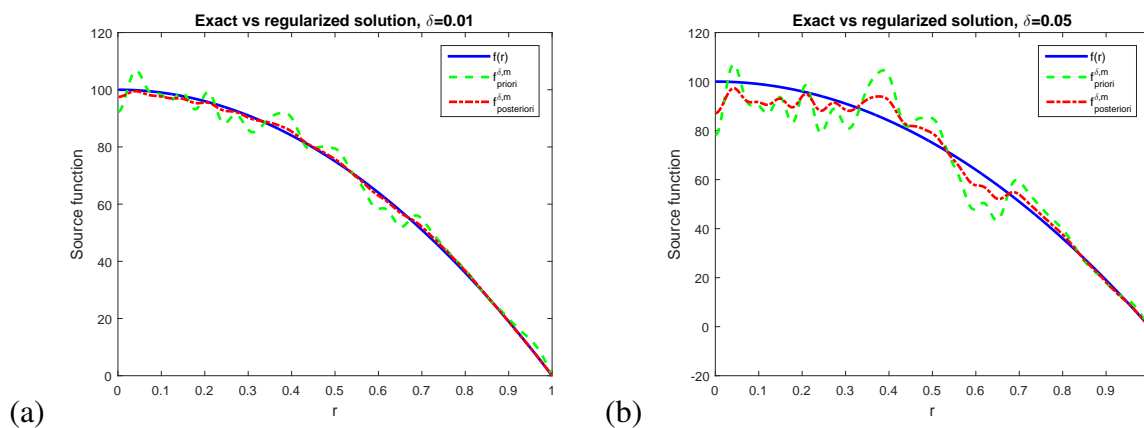 Exact vs regularized solution, δ=0.01
120
100
80
60
40
20
0
Source function
0 0.1 0.2 0.3 0.4 0.5 0.6 0.7 0.8 0.9 1
r
f(r)
f^{δ,m}_{priori}
f^{δ,m}_{posteriori}
(a)
Exact vs regularized solution, δ=0.05
120
100
80
60
40
20
0
-20
Source function
0 0.1 0.2 0.3 0.4 0.5 0.6 0.7 0.8 0.9
r
f(r)
f^{δ,m}_{priori}
f^{δ,m}_{posteriori}
(b)